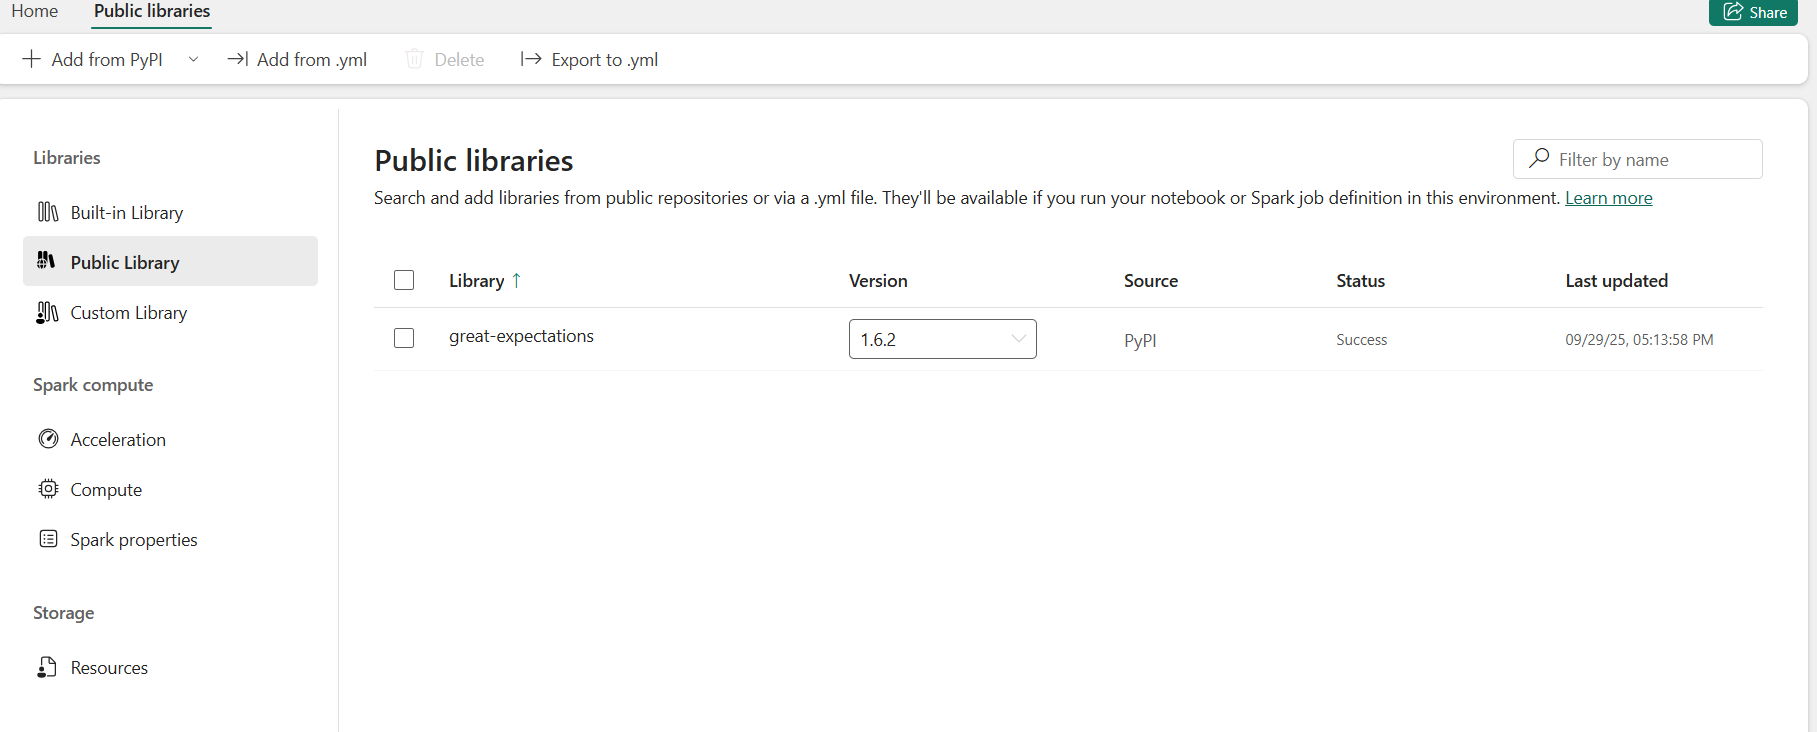 Home Public libraries Share
Add from PyPI Add from .yml Delete Export to .yml
Libraries
Built-in Library
Public Library
Custom Library
Spark compute
Acceleration
Compute
Spark properties
Storage
Resources
Public libraries
Filter by name
Search and add libraries from public repositories or via a .yml file. They'll be available if you run your notebook or Spark job definition in this environment. Learn more
Library ↑ Version Source Status Last updated
great-expectations 1.6.2 PyPI Success 09/29/25, 05:13:58 PM